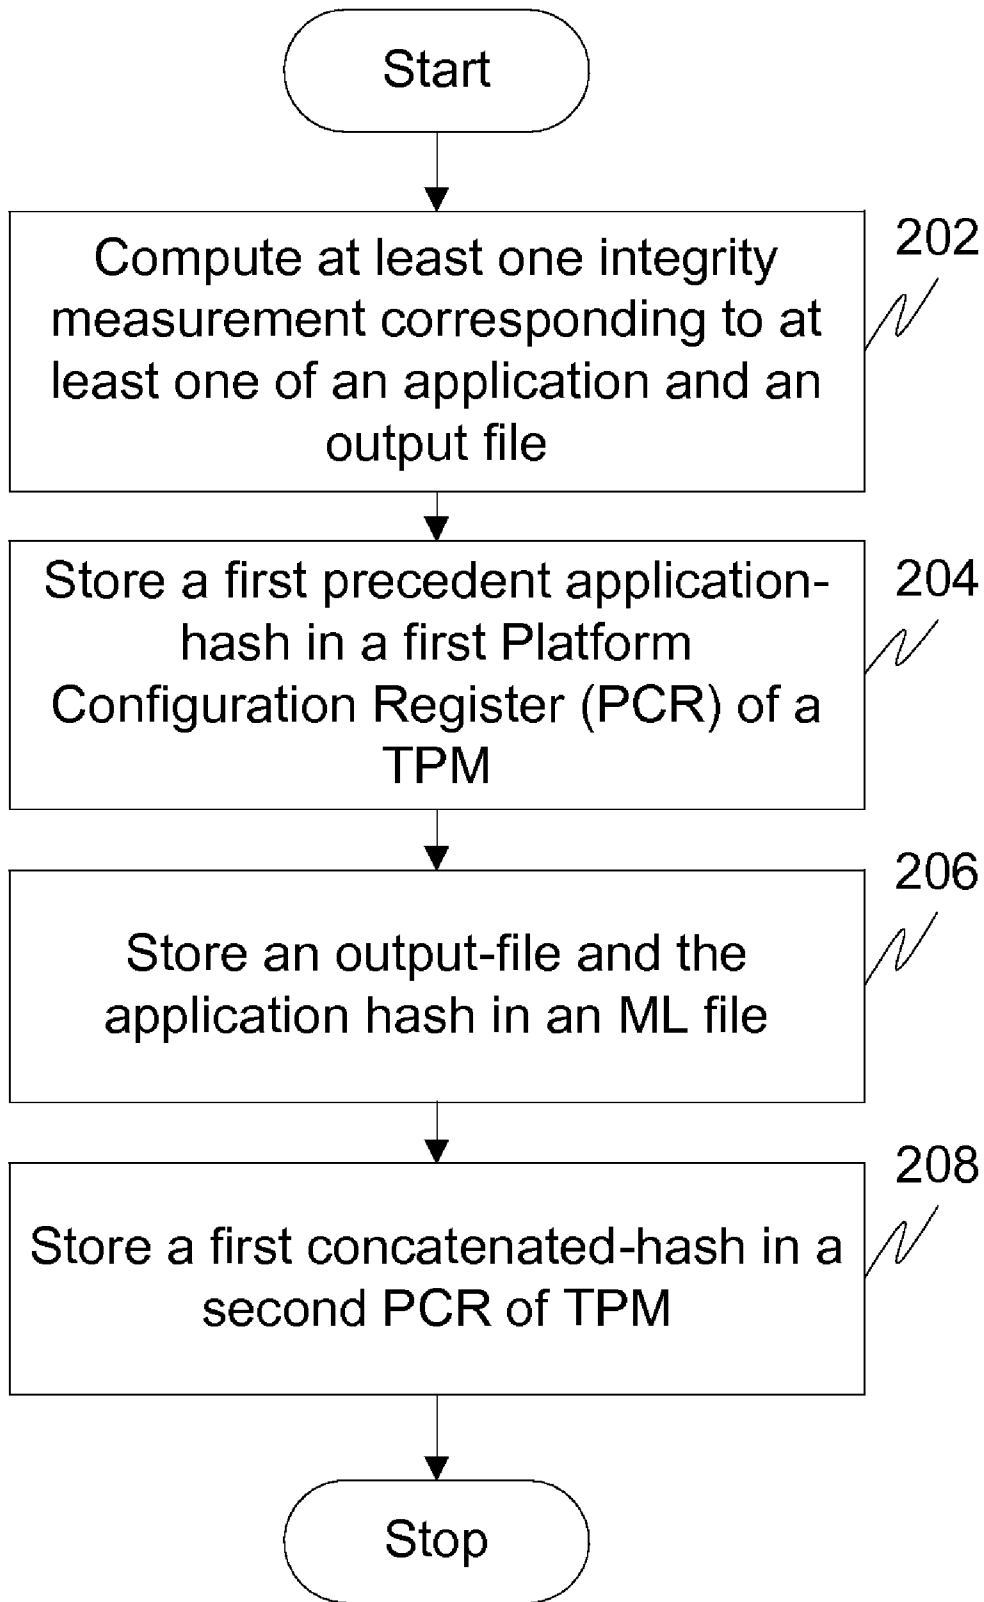 Start
202
Compute at least one integrity
measurement corresponding to at
least one of an application and an
output file
204
Store a first precedent application-
hash in a first Platform
Configuration Register (PCR) of a
TPM
206
Store an output-file and the
application hash in an ML file
208
Store a first concatenated-hash in a
second PCR of TPM
Stop